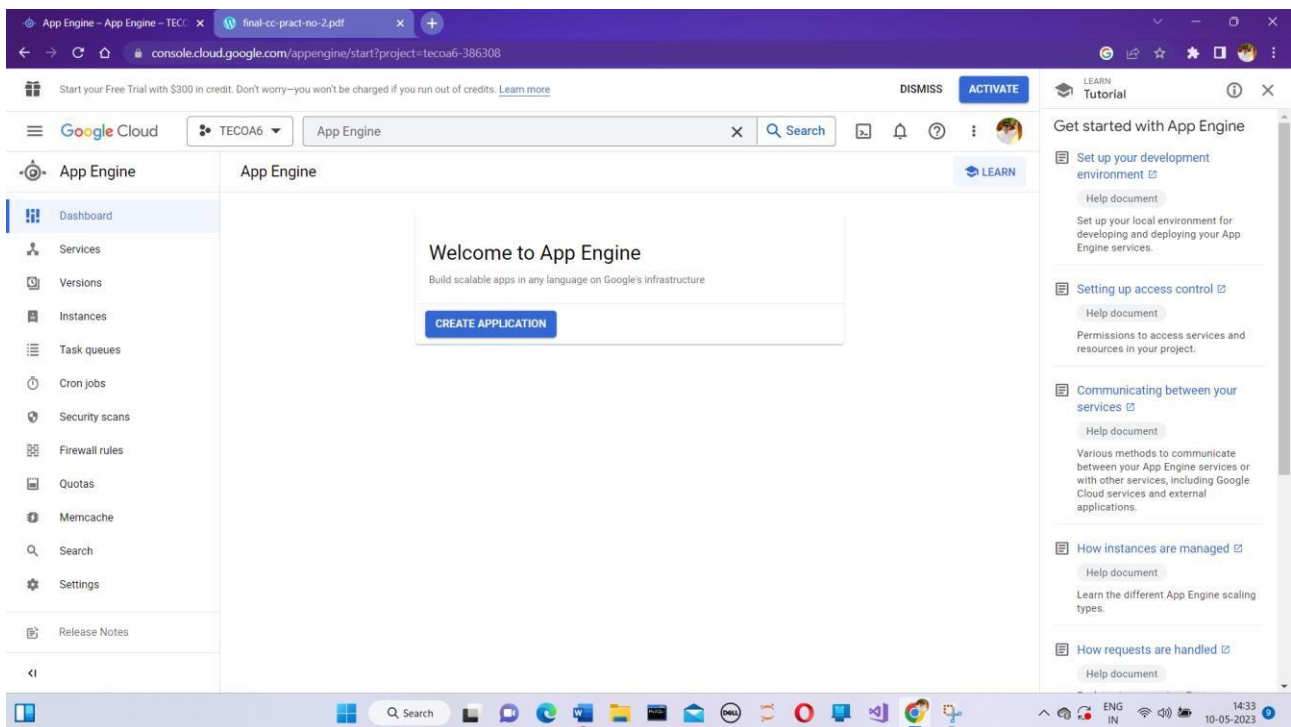 App Engine – App Engine – TECO
final-cc-pract-no-2.pdf
console.cloud.google.com/appengine/start?project=tecoa6-386308
Start your Free Trial with $300 in credit. Don't worry—you won't be charged if you run out of credits. Learn more
DISMISS
ACTIVATE
Google Cloud
TECOA6
App Engine
Search
App Engine
Dashboard
Services
Versions
Instances
Task queues
Cron jobs
Security scans
Firewall rules
Quotas
Memcache
Search
Settings
Release Notes
App Engine
LEARN
Welcome to App Engine
Build scalable apps in any language on Google's infrastructure
CREATE APPLICATION
LEARN
Tutorial
Get started with App Engine
Set up your development
environment
Help document
Set up your local environment for
developing and deploying your App
Engine services.
Setting up access control
Help document
Permissions to access services and
resources in your project.
Communicating between your
services
Help document
Various methods to communicate
between your App Engine services or
with other services, including Google
Cloud services and external
applications.
How instances are managed
Help document
Learn the different App Engine scaling
types.
How requests are handled
Help document
Search
DELL
ENG
IN
14:33
10-05-2023
9